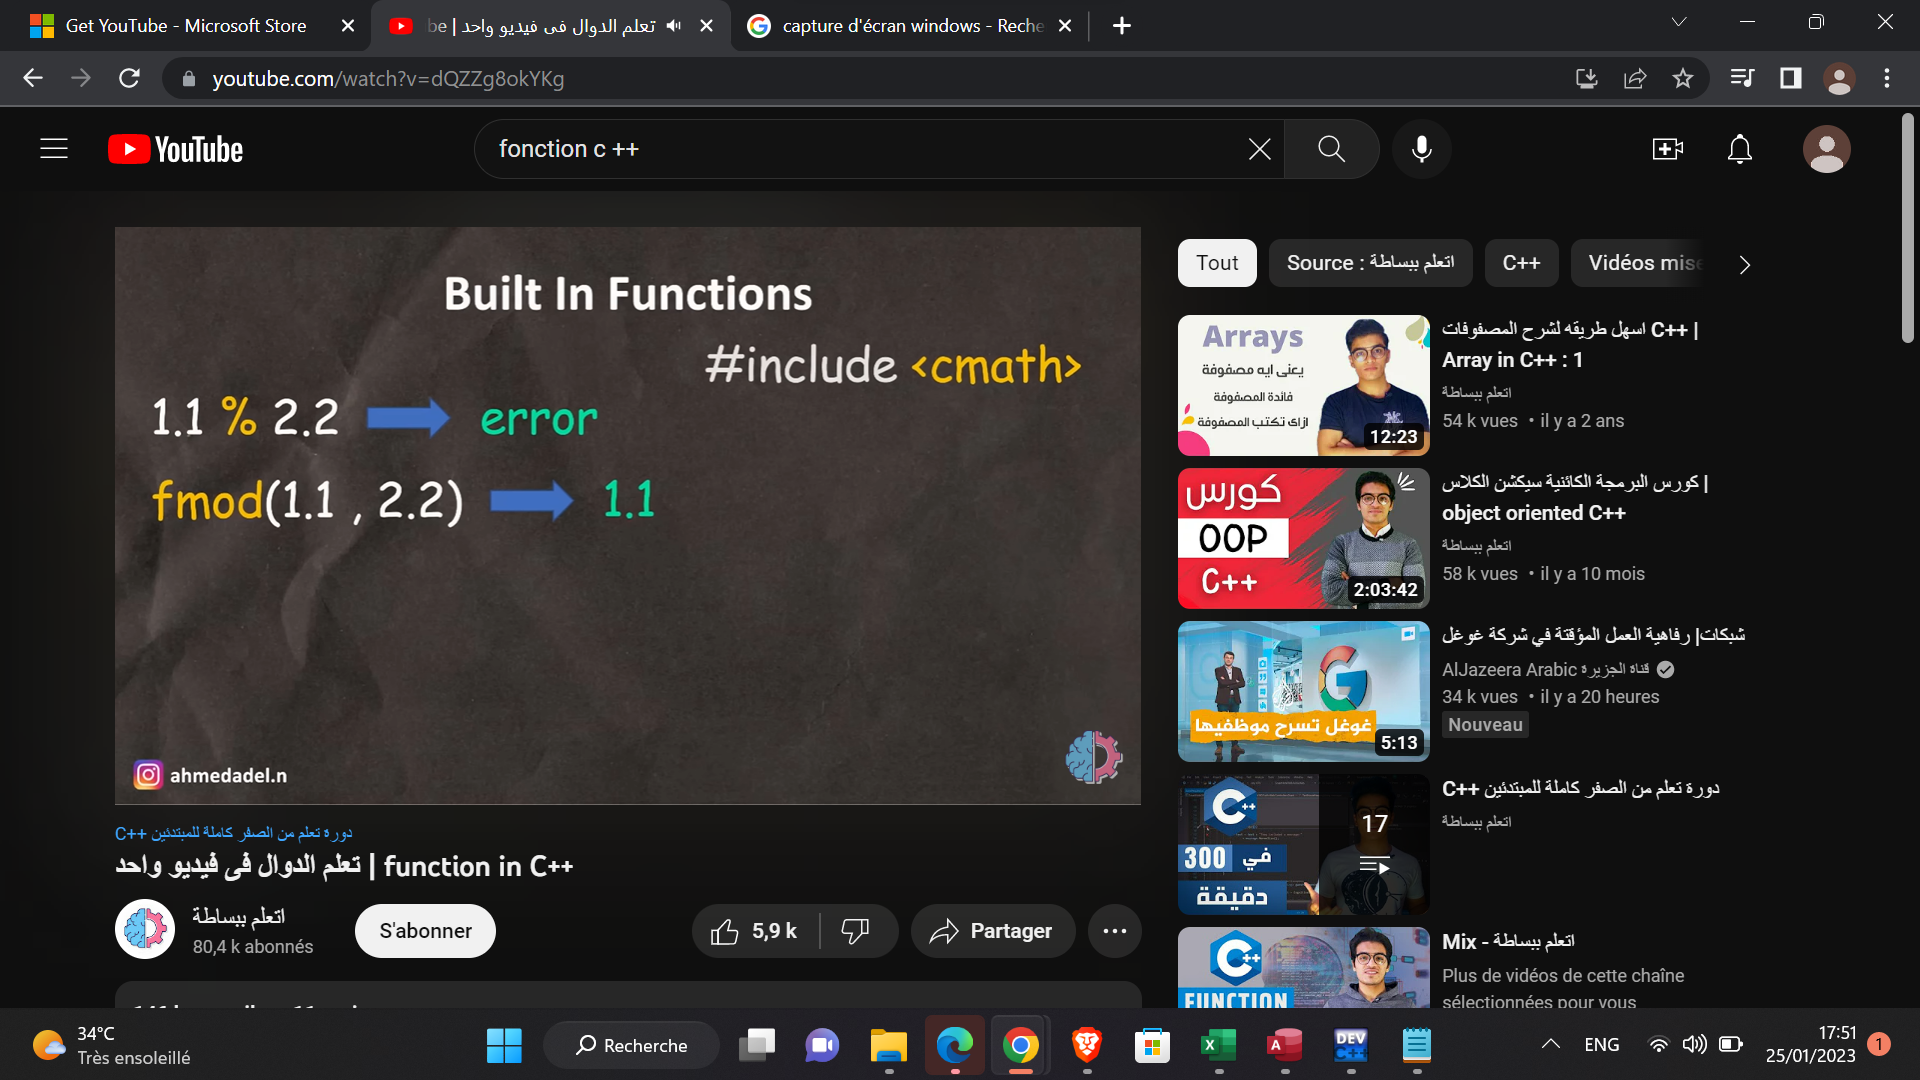 Get YouTube - Microsoft Store
be | تعلم الدوال فى فيديو واحد
capture d'écran windows - Reche
youtube.com/watch?v=dQZZg8okYKg
YouTube
fonction c ++
Built In Functions
#include <cmath>
1.1 % 2.2 error
fmod(1.1 , 2.2) 1.1
ahmedadel.n
دورة تعلم من الصفر كاملة للمبتدئين C++
تعلم الدوال فى فيديو واحد | function in C++
اتعلم ببساطة
80,4 k abonnés
S'abonner
5,9 k
Partager
Tout
Source : اتعلم ببساطة
C++
Vidéos mise
Arrays
يعنى ايه مصفوفة
فائدة المصفوفة
ازاى تكتب المصفوفة
12:23
اسهل طريقه لشرح المصفوفات C++ |
Array in C++ : 1
اتعلم ببساطة
54 k vues • il y a 2 ans
كورس
OOP
C++
2:03:42
كورس البرمجة الكائنية سيكشن الكلاس |
object oriented C++
اتعلم ببساطة
58 k vues • il y a 10 mois
غوغل تسرح موظفيها
5:13
شبكات| رفاهية العمل المؤقتة في شركة غوغل
AlJazeera Arabic قناة الجزيرة
34 k vues • il y a 20 heures
Nouveau
C++
300 في
دقيقة
17
دورة تعلم من الصفر كاملة للمبتدئين C++
اتعلم ببساطة
C++
FUNCTION
Mix - اتعلم ببساطة
Plus de vidéos de cette chaîne
sélectionnées pour vous
34°C
Très ensoleillé
Recherche
X
A
DEV
C++
ENG
17:51
25/01/2023
1